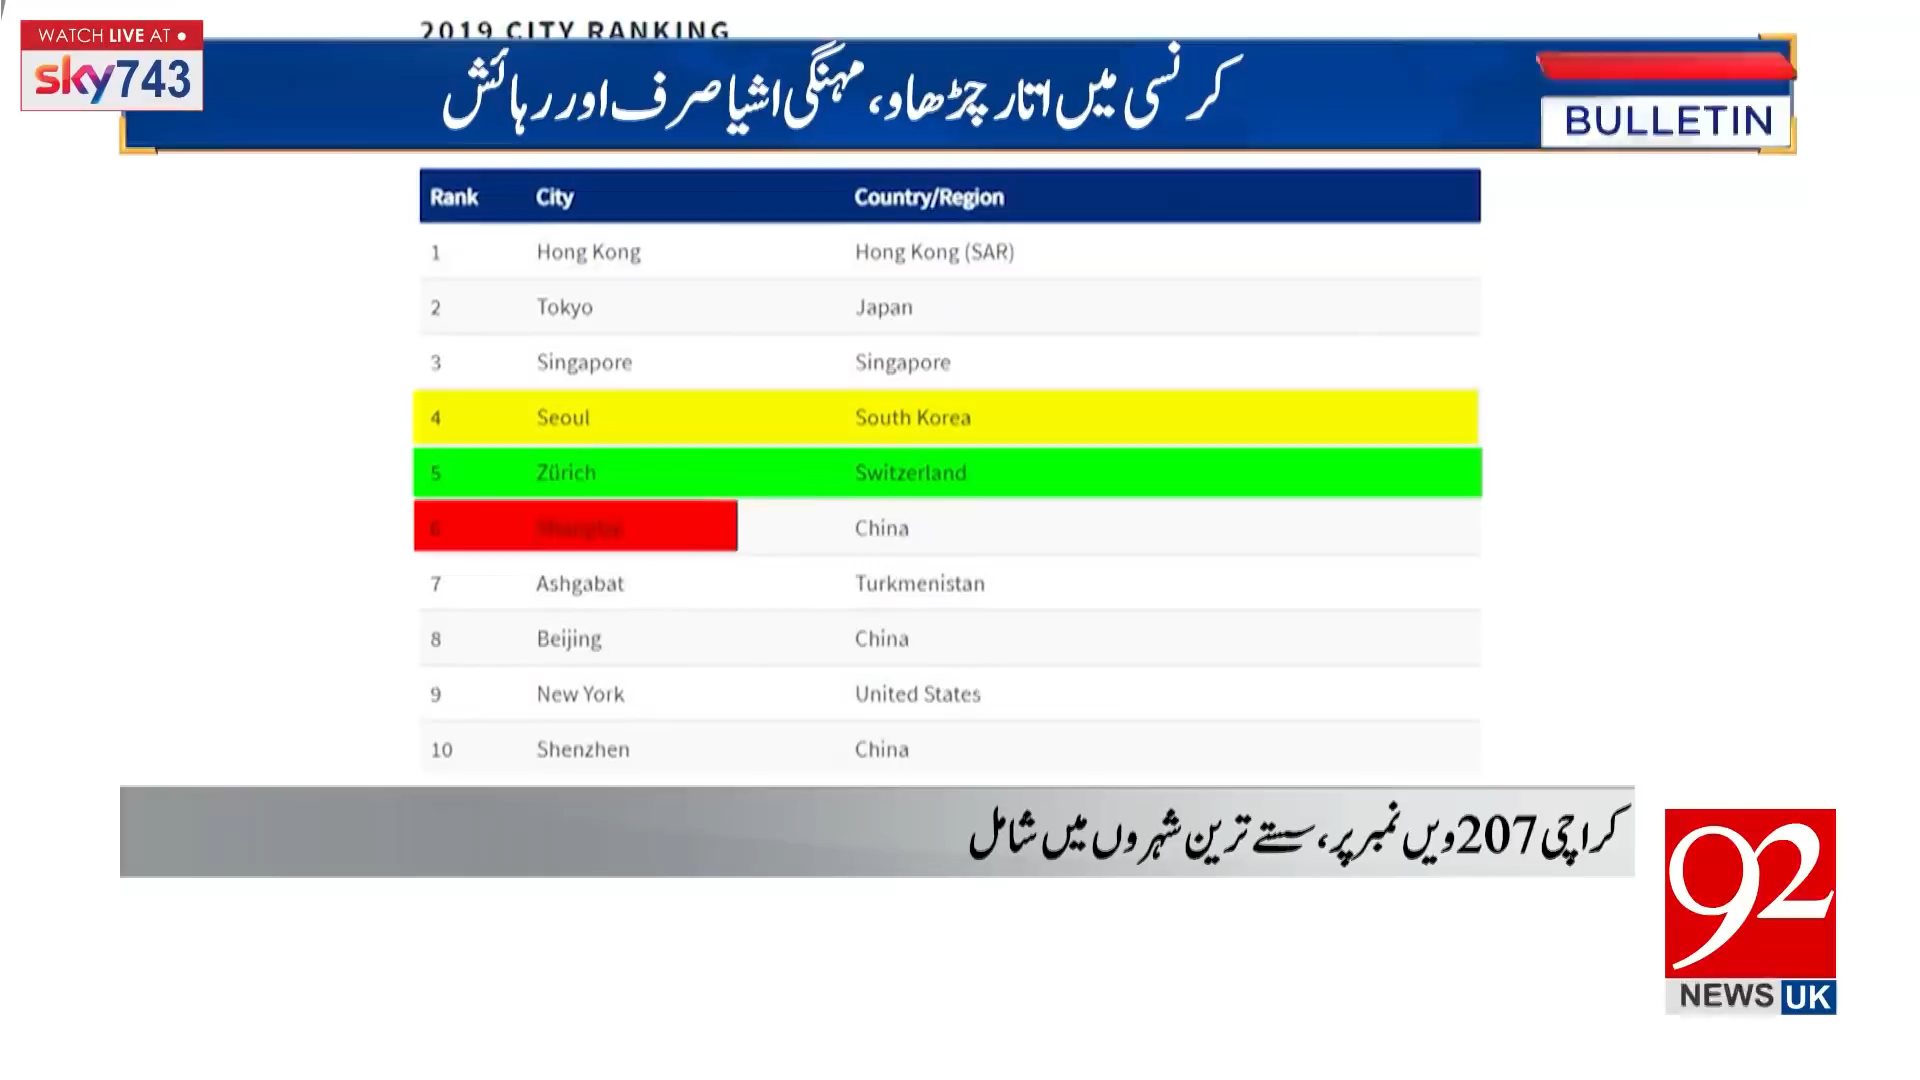 WATCH LIVE AT
sky743
2019 CITY RANKING
کرنسی میں اتار چڑھاو، مہنگی اشیا صرف اور رہائش
BULLETIN
Rank City Country/Region
1 Hong Kong Hong Kong (SAR)
2 Tokyo Japan
3 Singapore Singapore
4 Seoul South Korea
5 Zürich Switzerland
6 Shanghai China
7 Ashgabat Turkmenistan
8 Beijing China
9 New York United States
10 Shenzhen China
کراچی 207ویں نمبر پر، سستے ترین شہروں میں شامل
92
NEWS UK